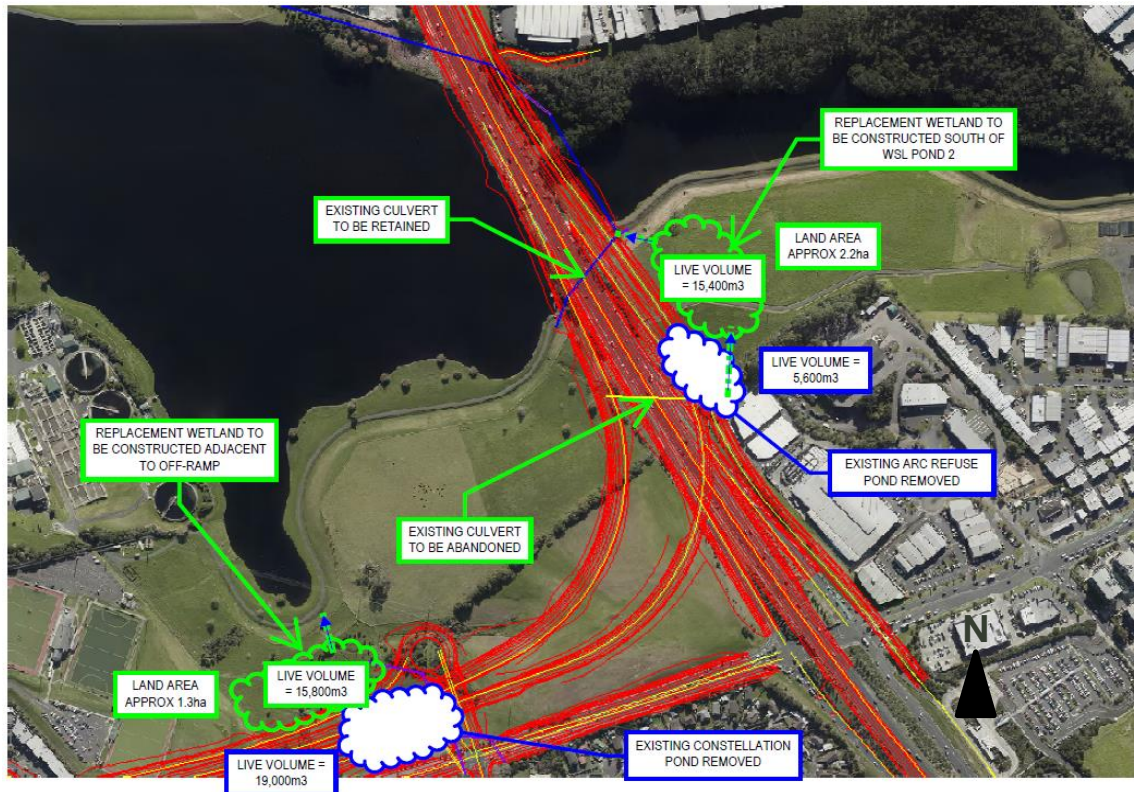 REPLACEMENT WETLAND TO
BE CONSTRUCTED SOUTH OF
WSL POND 2
EXISTING CULVERT
TO BE RETAINED
LAND AREA
APPROX 2.2ha
LIVE VOLUME
= 15,400m3
LIVE VOLUME =
5,600m3
REPLACEMENT WETLAND TO
BE CONSTRUCTED ADJACENT
TO OFF-RAMP
EXISTING ARC REFUSE
POND REMOVED
EXISTING CULVERT
TO BE ABANDONED
N
LIVE VOLUME
= 15,800m3
LAND AREA
APPROX 1.3ha
EXISTING CONSTELLATION
POND REMOVED
LIVE VOLUME =
19,000m3